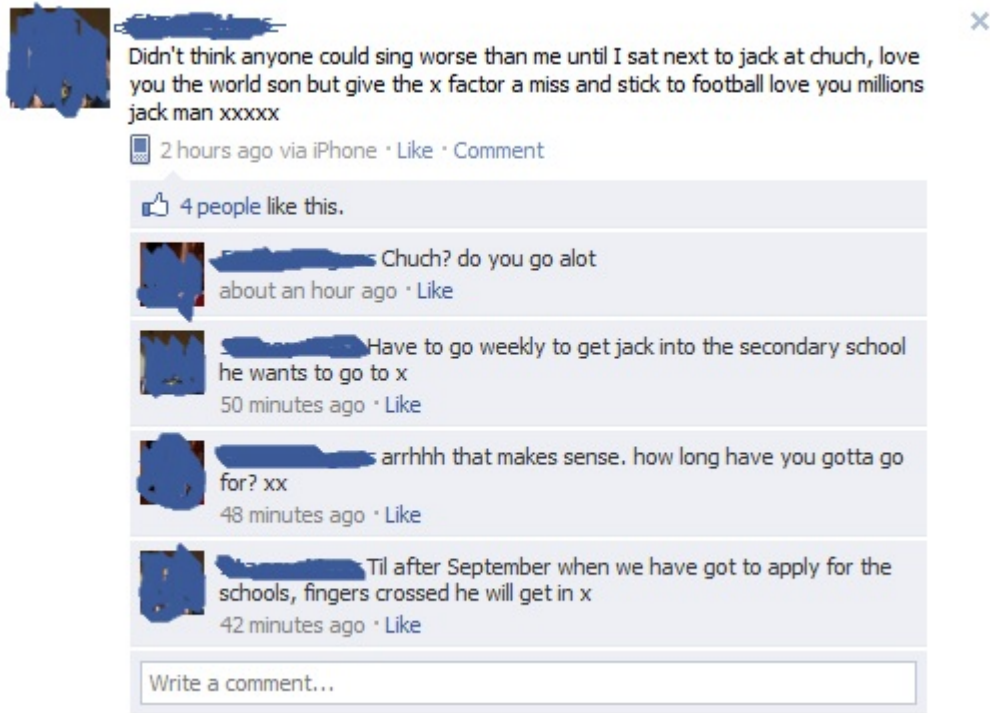 Didn't think anyone could sing worse than me until I sat next to jack at chuch, love
you the world son but give the x factor a miss and stick to football love you millions
jack man xxxxx
2 hours ago via iPhone · Like · Comment
4 people like this.
Chuch? do you go alot
about an hour ago · Like
Have to go weekly to get jack into the secondary school
he wants to go to x
50 minutes ago · Like
arrhhh that makes sense. how long have you gotta go
for? xx
48 minutes ago · Like
Til after September when we have got to apply for the
schools, fingers crossed he will get in x
42 minutes ago · Like
Write a comment...